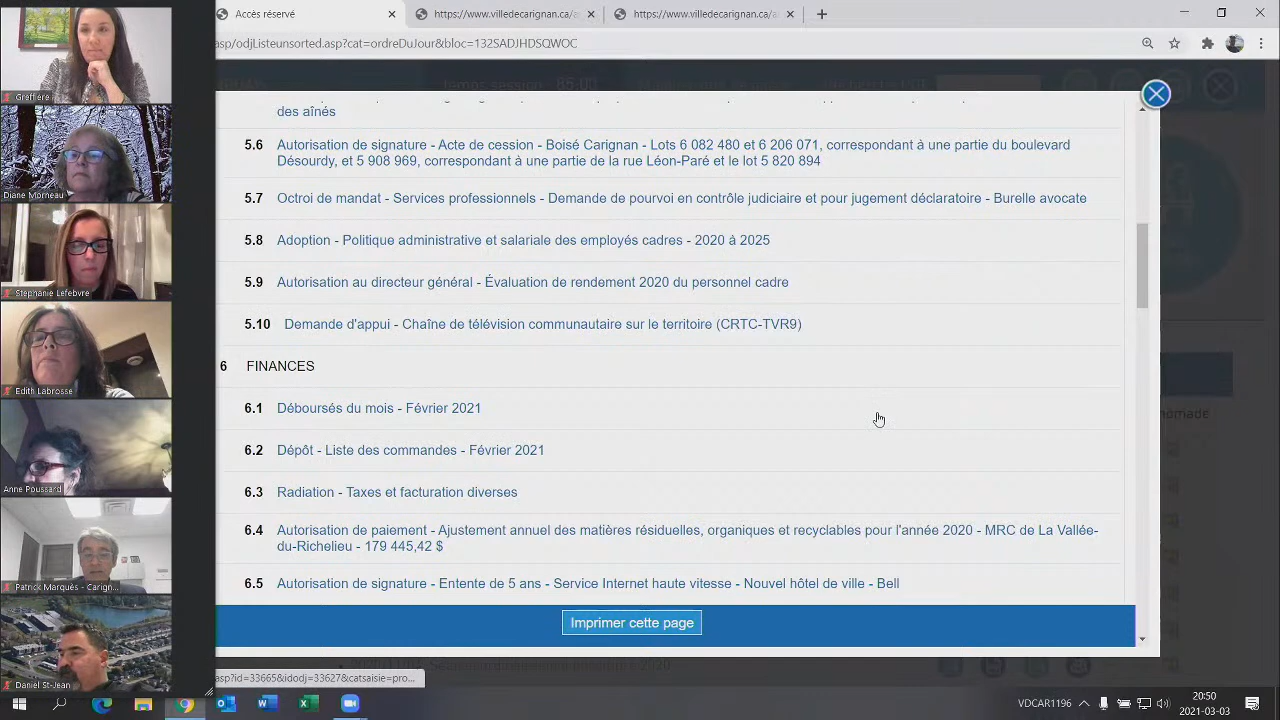 Accès réservé
https://www.villedecarignan.org/a
https://www.villedecarignan.org/
des aînés
5.6 Autorisation de signature - Acte de cession - Boisé Carignan - Lots 6 082 480 et 6 206 071, correspondant à une partie du boulevard
Désourdy, et 5 908 969, correspondant à une partie de la rue Léon-Paré et le lot 5 820 894
5.7 Octroi de mandat - Services professionnels - Demande de pourvoi en contrôle judiciaire et pour jugement déclaratoire - Burelle avocate
5.8 Adoption - Politique administrative et salariale des employés cadres - 2020 à 2025
5.9 Autorisation au directeur général - Évaluation de rendement 2020 du personnel cadre
5.10 Demande d'appui - Chaîne de télévision communautaire sur le territoire (CRTC-TVR9)
6 FINANCES
6.1 Déboursés du mois - Février 2021
6.2 Dépôt - Liste des commandes - Février 2021
6.3 Radiation - Taxes et facturation diverses
6.4 Autorisation de paiement - Ajustement annuel des matières résiduelles, organiques et recyclables pour l'année 2020 - MRC de La Vallée-
du-Richelieu - 179 445,42 $
6.5 Autorisation de signature - Entente 5 ans - Service Internet haute vitesse - Nouvel hôtel de ville - Bell
Imprimer cette page
asp?id=33665&idodj=33627&catsaisie=pro...
Greffière
Diane Morneau
Stéphanie Lefebvre
Edith Labrosse
Anne Poussard
Patrick Marquès - Carign...
Daniel St-Jean
VDCAR1196
20:50
2021-03-03